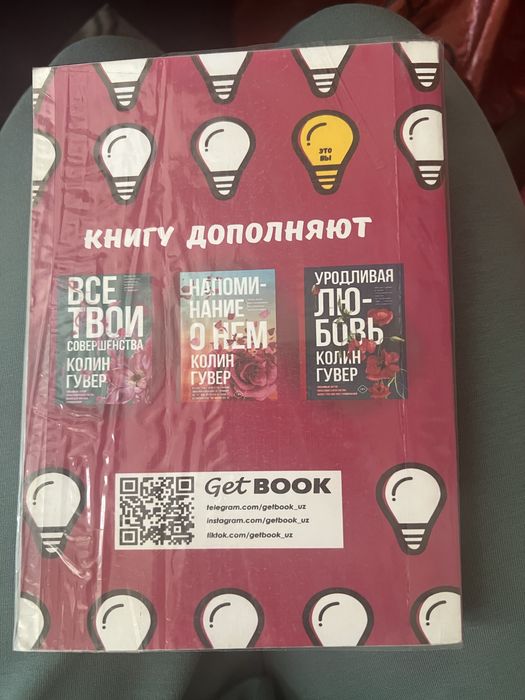 ЭТО
ВЫ
КНИГУ ДОПОЛНЯЮТ
ВСЕ
ТВОИ
СОВЕРШЕНСТВА
КОЛИН
ГУВЕР
НАПОМИ-
НАНИЕ
О НЕМ
КОЛИН
ГУВЕР
УРОДЛИВАЯ
ЛЮ-
БОВЬ
КОЛИН
ГУВЕР
Get BOOK
telegram.com/getbook_uz
instagram.com/getbook_uz
tiktok.com/getbook_uz